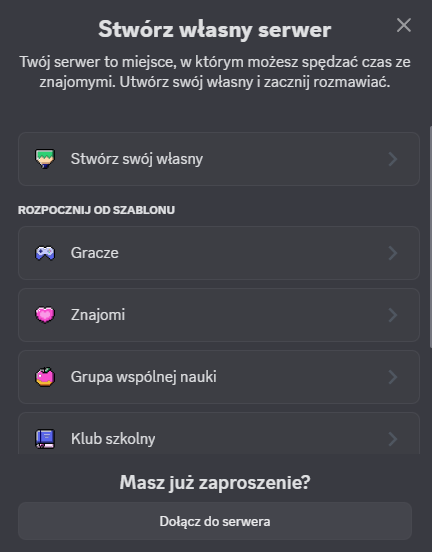 Stwórz własny serwer
Twój serwer to miejsce, w którym możesz spędzać czas ze
znajomymi. Utwórz swój własny i zacznij rozmawiać.
Stwórz swój własny
ROZPOCZNIJ OD SZABLONU
Gracze
Znajomi
Grupa wspólnej nauki
Klub szkolny
Masz już zaproszenie?
Dołącz do serwera